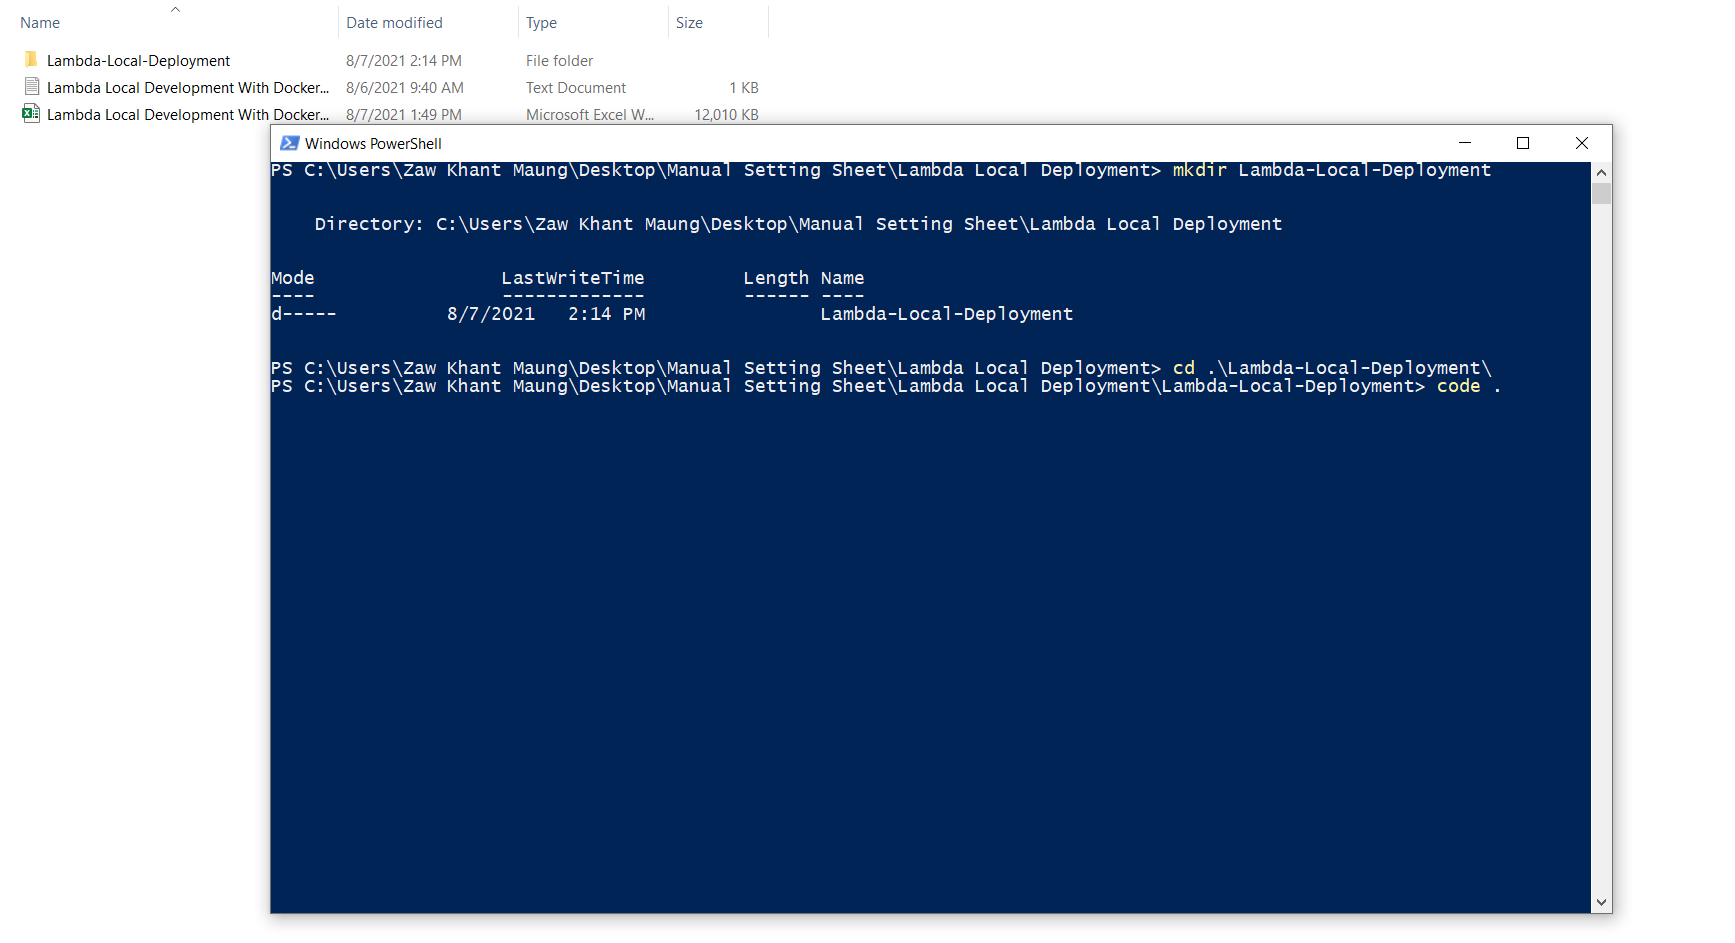 Name Date modified Type Size
Lambda-Local-Deployment 8/7/2021 2:14 PM File folder
Lambda Local Development With Docker... 8/6/2021 9:40 AM Text Document 1 KB
Lambda Local Development With Docker... 8/7/2021 1:49 PM Microsoft Excel W... 12,010 KB
Windows PowerShell
PS C:\Users\Zaw Khant Maung\Desktop\Manual Setting Sheet\Lambda Local Deployment> mkdir Lambda-Local-Deployment
Directory: C:\Users\Zaw Khant Maung\Desktop\Manual Setting Sheet\Lambda Local Deployment
Mode LastWriteTime Length Name
---- ------------- ------ ----
d----- 8/7/2021 2:14 PM Lambda-Local-Deployment
PS C:\Users\Zaw Khant Maung\Desktop\Manual Setting Sheet\Lambda Local Deployment> cd .\Lambda-Local-Deployment\
PS C:\Users\Zaw Khant Maung\Desktop\Manual Setting Sheet\Lambda Local Deployment\Lambda-Local-Deployment> code .